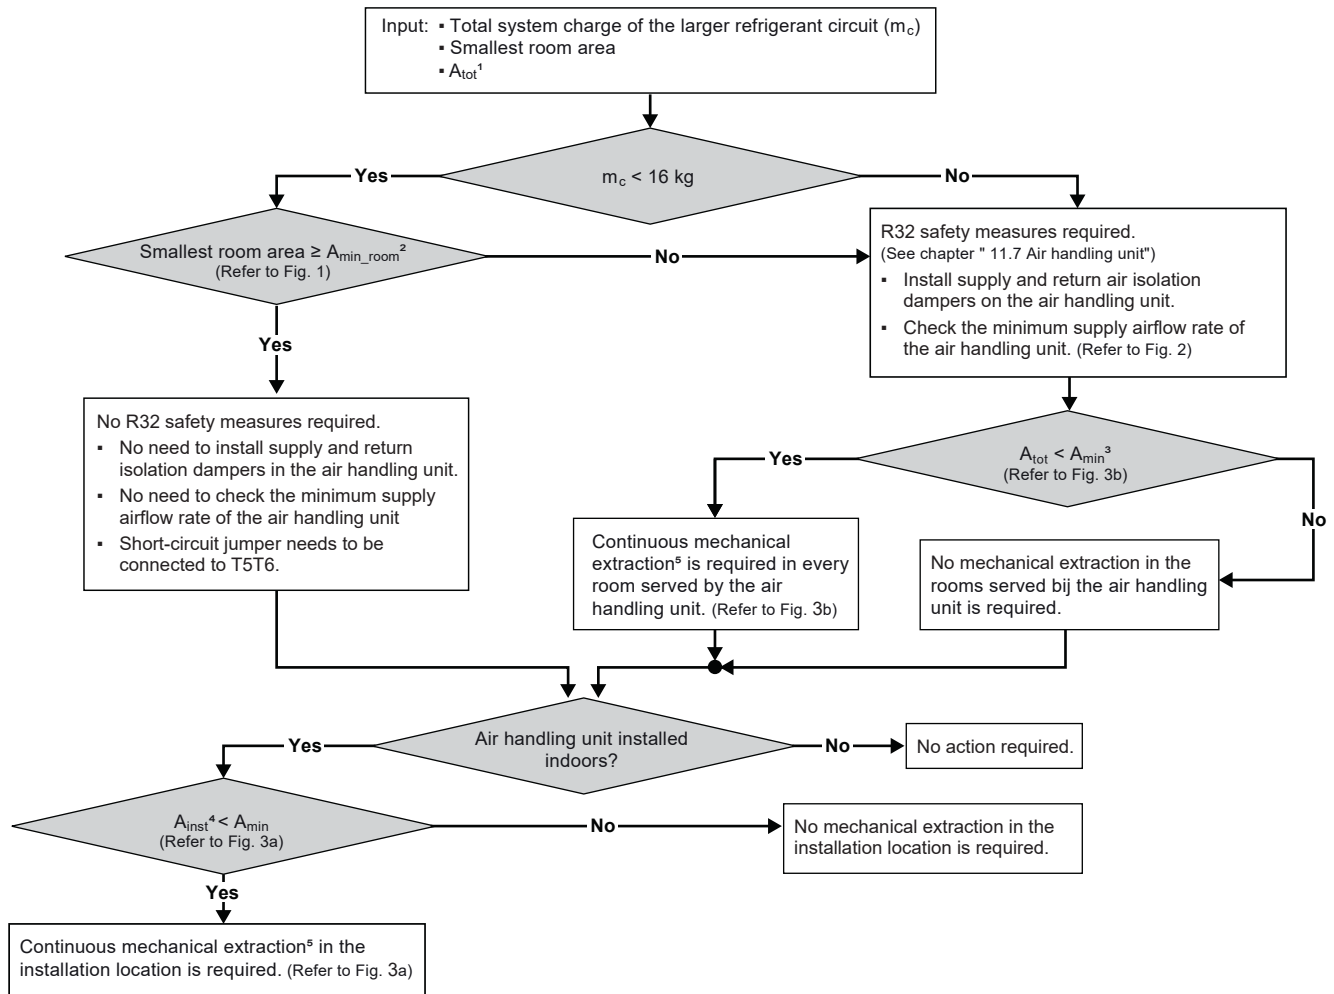 Input: ▪ Total system charge of the larger refrigerant circuit (mc)
▪ Smallest room area
▪ Atot¹
mc < 16 kg
Yes
No
Smallest room area ≥ Amin_room²
(Refer to Fig. 1)
No
Yes
R32 safety measures required.
(See chapter " 11.7 Air handling unit")
▪ Install supply and return air isolation
dampers on the air handling unit.
▪ Check the minimum supply airflow rate of
the air handling unit. (Refer to Fig. 2)
No R32 safety measures required.
▪ No need to install supply and return
isolation dampers in the air handling unit.
▪ No need to check the minimum supply
airflow rate of the air handling unit
▪ Short-circuit jumper needs to be
connected to T5T6.
Atot < Amin³
(Refer to Fig. 3b)
Yes
No
Continuous mechanical
extraction⁵ is required in every
room served by the air
handling unit. (Refer to Fig. 3b)
No mechanical extraction in the
rooms served bij the air handling
unit is required.
Air handling unit installed
indoors?
Yes
No
No action required.
Ainst⁴ < Amin
(Refer to Fig. 3a)
No
No mechanical extraction in the
installation location is required.
Yes
Continuous mechanical extraction⁵ in the
installation location is required. (Refer to Fig. 3a)